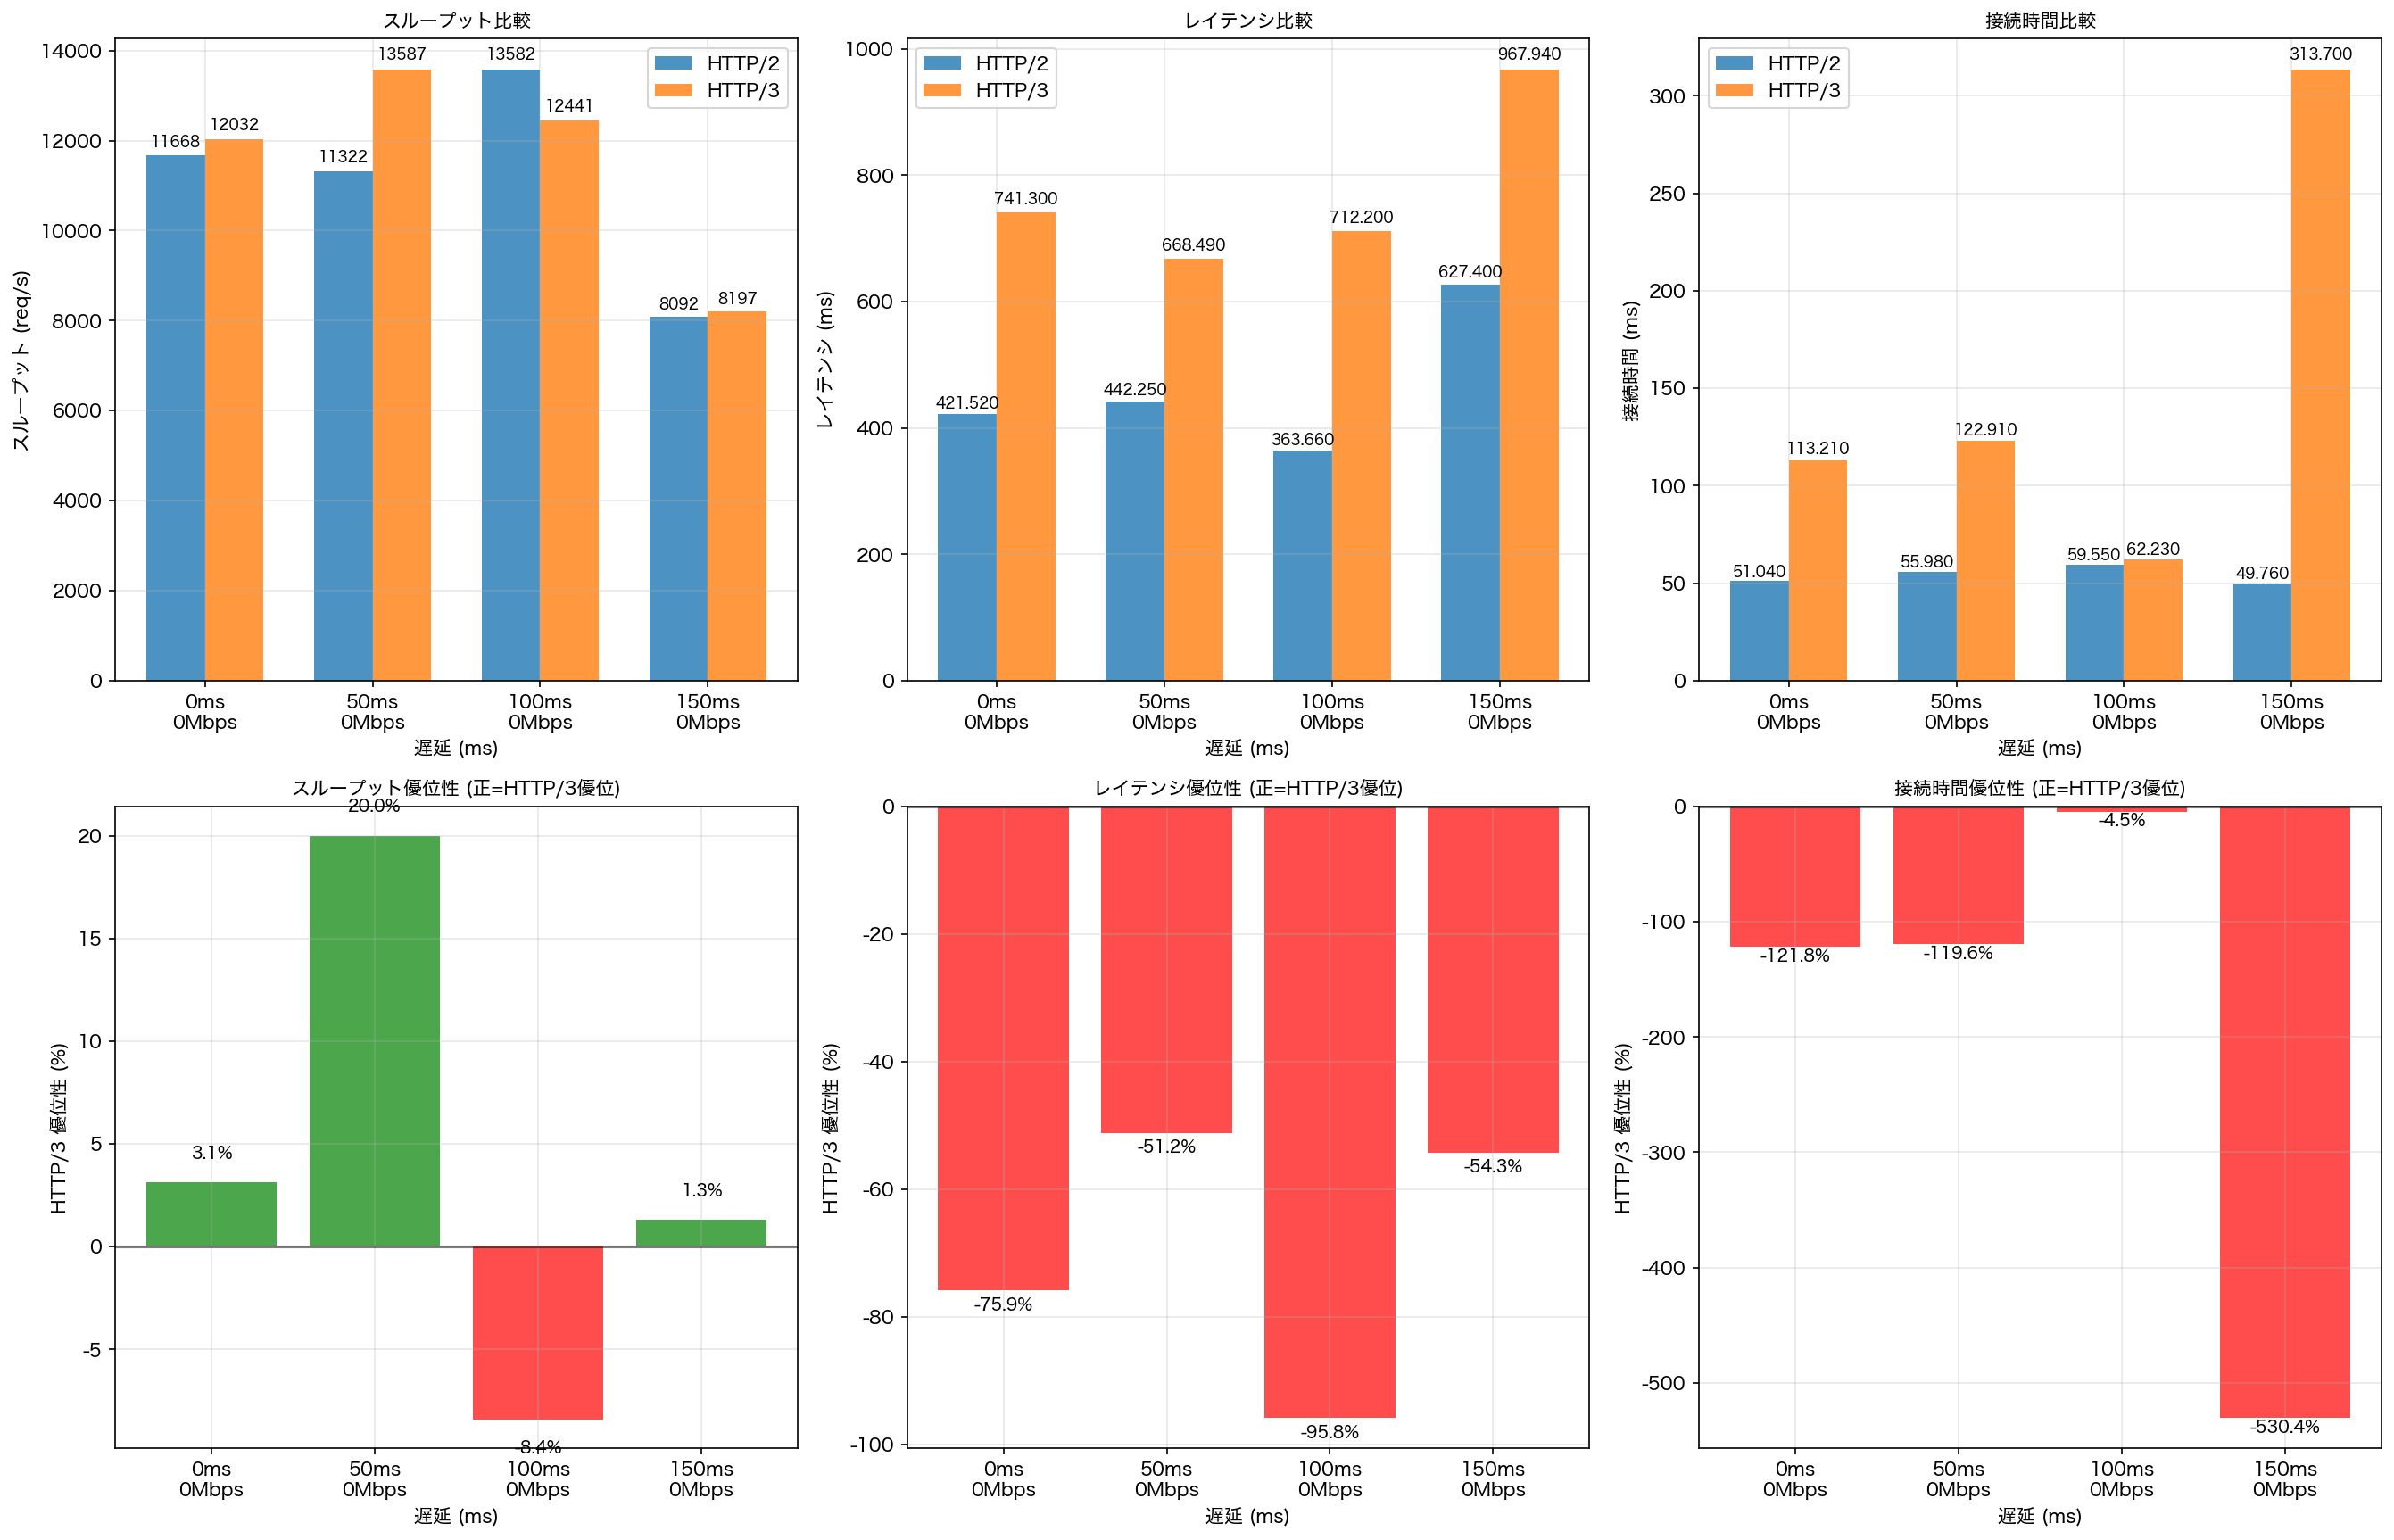 スループット比較
14000
12000
10000
8000
6000
4000
2000
0
スループット (req/s)
11668
12032
11322
13587
13582
12441
8092
8197
HTTP/2
HTTP/3
0ms
0Mbps
50ms
0Mbps
100ms
0Mbps
150ms
0Mbps
遅延 (ms)
レイテンシ比較
1000
800
600
400
200
0
レイテンシ (ms)
HTTP/2
HTTP/3
421.520
741.300
442.250
668.490
363.660
712.200
627.400
967.940
0ms
0Mbps
50ms
0Mbps
100ms
0Mbps
150ms
0Mbps
遅延 (ms)
接続時間比較
300
250
200
150
100
50
0
接続時間 (ms)
HTTP/2
HTTP/3
51.040
113.210
55.980
122.910
59.550
62.230
49.760
313.700
0ms
0Mbps
50ms
0Mbps
100ms
0Mbps
150ms
0Mbps
遅延 (ms)
スループット優位性 (正=HTTP/3優位)
20
15
10
5
0
-5
HTTP/3 優位性 (%)
3.1%
20.0%
-8.4%
1.3%
0ms
0Mbps
50ms
0Mbps
100ms
0Mbps
150ms
0Mbps
遅延 (ms)
レイテンシ優位性 (正=HTTP/3優位)
0
-20
-40
-60
-80
-100
HTTP/3 優位性 (%)
-75.9%
-51.2%
-95.8%
-54.3%
0ms
0Mbps
50ms
0Mbps
100ms
0Mbps
150ms
0Mbps
遅延 (ms)
接続時間優位性 (正=HTTP/3優位)
0
-100
-200
-300
-400
-500
HTTP/3 優位性 (%)
-121.8%
-119.6%
-4.5%
-530.4%
0ms
0Mbps
50ms
0Mbps
100ms
0Mbps
150ms
0Mbps
遅延 (ms)